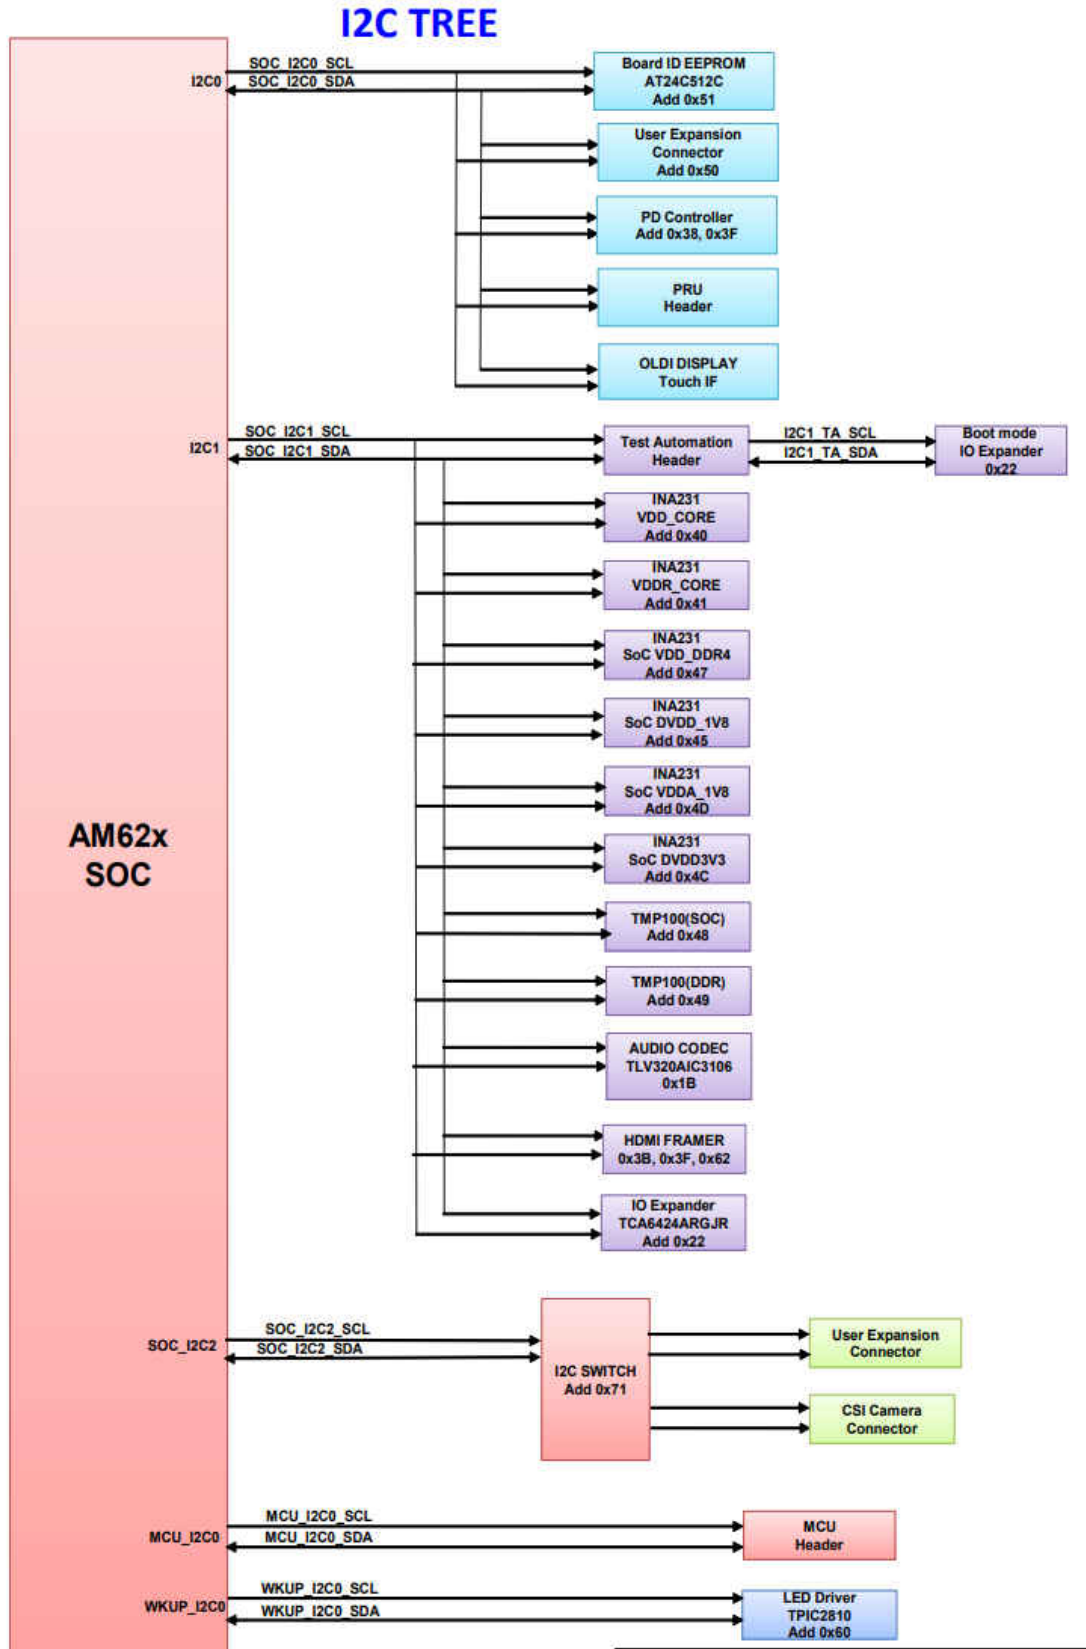 I2C TREE
I2C0
SOC_I2C0_SCL
SOC_I2C0_SDA
Board ID EEPROM
AT24C512C
Add 0x51
User Expansion
Connector
Add 0x50
PD Controller
Add 0x38, 0x3F
PRU
Header
OLDI DISPLAY
Touch IF
I2C1
SOC_I2C1_SCL
SOC_I2C1_SDA
Test Automation
Header
I2C1_TA_SCL
I2C1_TA_SDA
Boot mode
IO Expander
0x22
INA231
VDD_CORE
Add 0x40
INA231
VDDR_CORE
Add 0x41
INA231
SoC VDD_DDR4
Add 0x47
INA231
SoC DVDD_1V8
Add 0x45
INA231
SoC VDDA_1V8
Add 0x4D
INA231
SoC DVDD3V3
Add 0x4C
AM62x
SOC
TMP100(SOC)
Add 0x48
TMP100(DDR)
Add 0x49
AUDIO CODEC
TLV320AIC3106
0x1B
HDMI FRAMER
0x3B, 0x3F, 0x62
IO Expander
TCA6424ARGJR
Add 0x22
SOC_I2C2
SOC_I2C2_SCL
SOC_I2C2_SDA
I2C SWITCH
Add 0x71
User Expansion
Connector
CSI Camera
Connector
MCU_I2C0
MCU_I2C0_SCL
MCU_I2C0_SDA
MCU
Header
WKUP_I2C0
WKUP_I2C0_SCL
WKUP_I2C0_SDA
LED Driver
TPIC2810
Add 0x60